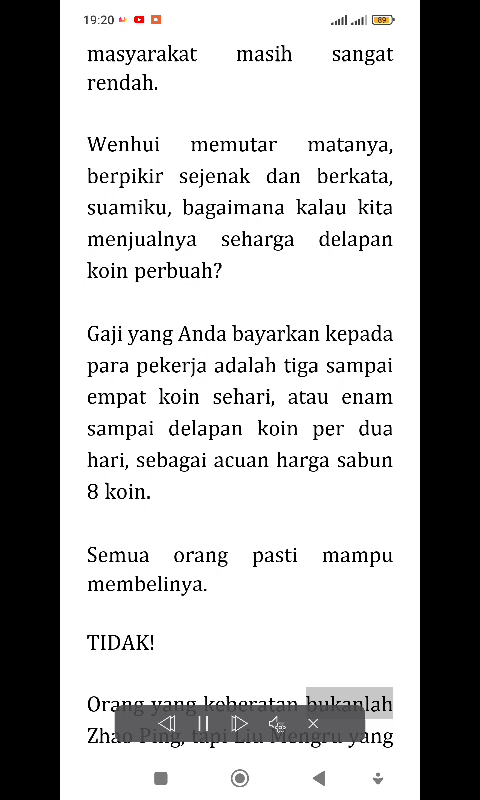 19:20
89
masyarakat masih sangat
rendah.
Wenhui memutar matanya,
berpikir sejenak dan berkata,
suamiku, bagaimana kalau kita
menjualnya seharga delapan
koin perbuah?
Gaji yang Anda bayarkan kepada
para pekerja adalah tiga sampai
empat koin sehari, atau enam
sampai delapan koin per dua
hari, sebagai acuan harga sabun
8 koin.
Semua orang pasti mampu
membelinya.
TIDAK!
Orang yang keberatan bukanlah
Zhao Ping, tapi Liu Mengru yang